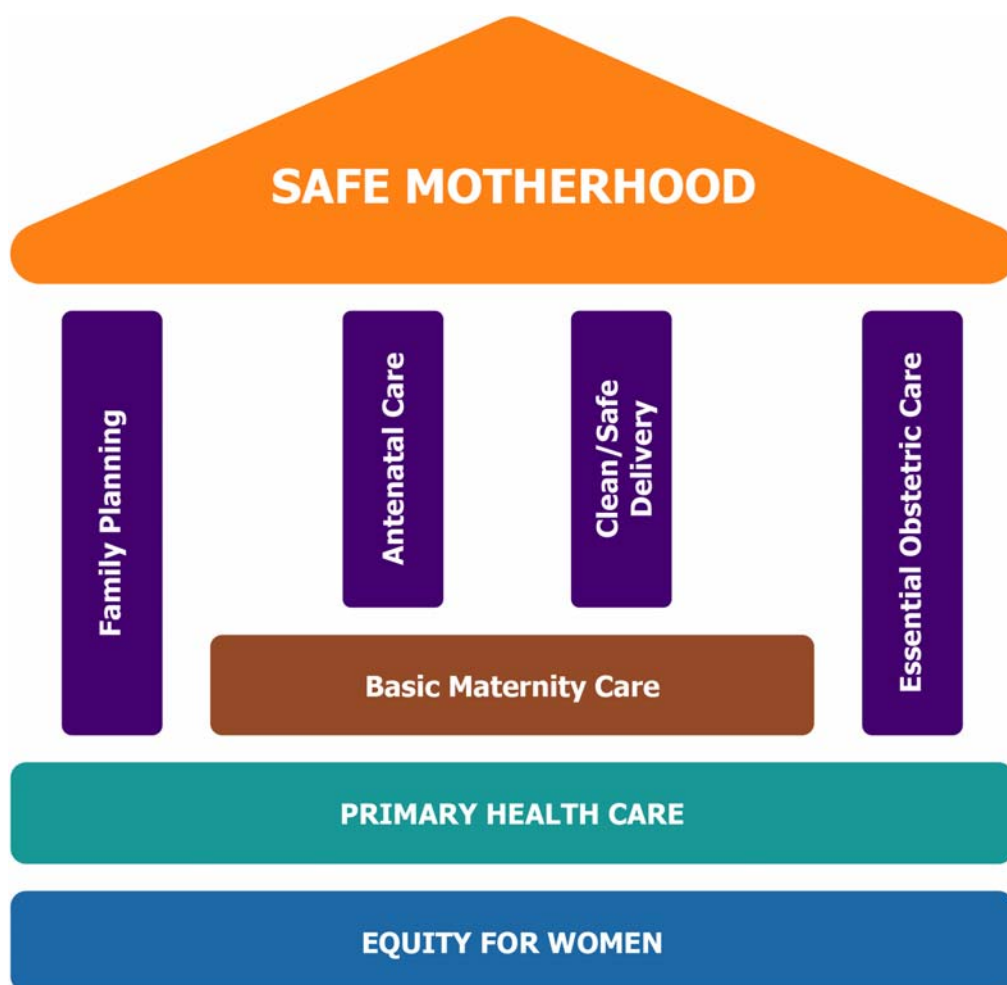 SAFE MOTHERHOOD
Family Planning
Antenatal Care
Clean/Safe
Delivery
Essential Obstetric Care
Basic Maternity Care
PRIMARY HEALTH CARE
EQUITY FOR WOMEN